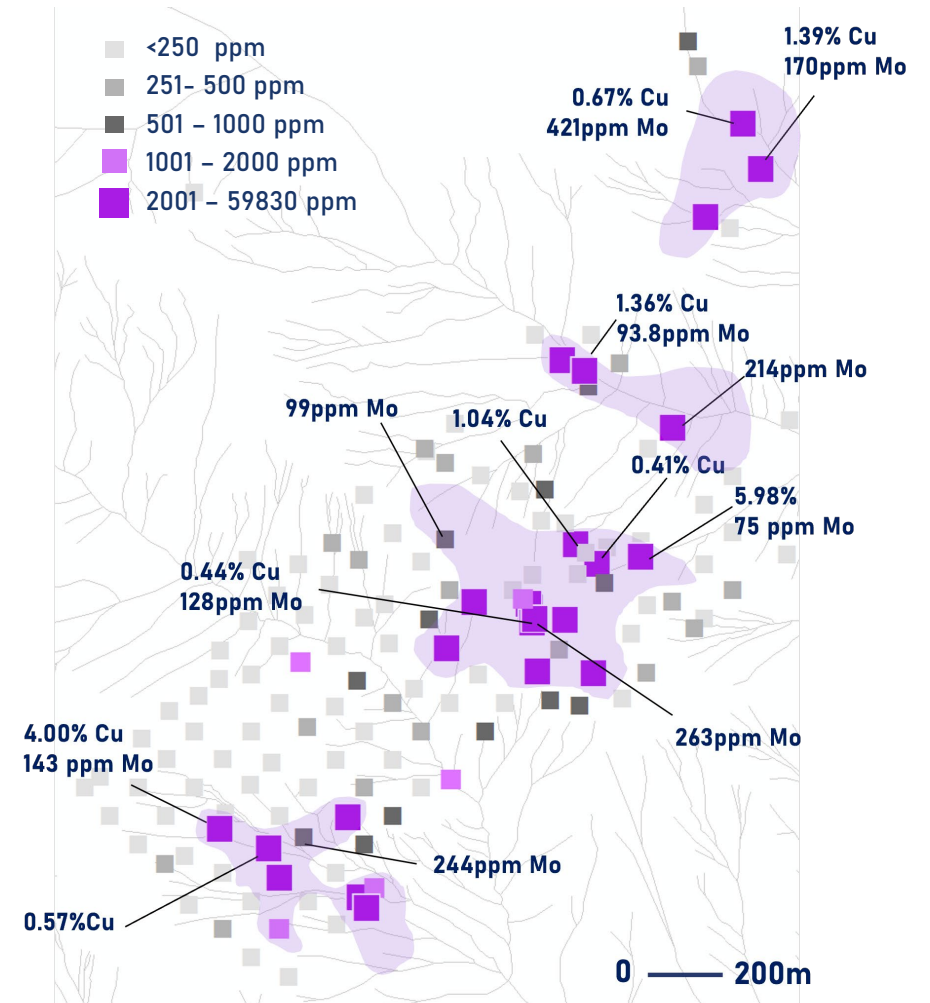 <250 ppm
251- 500 ppm
501 – 1000 ppm
1001 – 2000 ppm
2001 – 59830 ppm
1.39% Cu
170ppm Mo
0.67% Cu
421ppm Mo
1.36% Cu
93.8ppm Mo
214ppm Mo
99ppm Mo
1.04% Cu
0.41% Cu
5.98%
75 ppm Mo
0.44% Cu
128ppm Mo
263ppm Mo
4.00% Cu
143 ppm Mo
244ppm Mo
0.57%Cu
0 200m